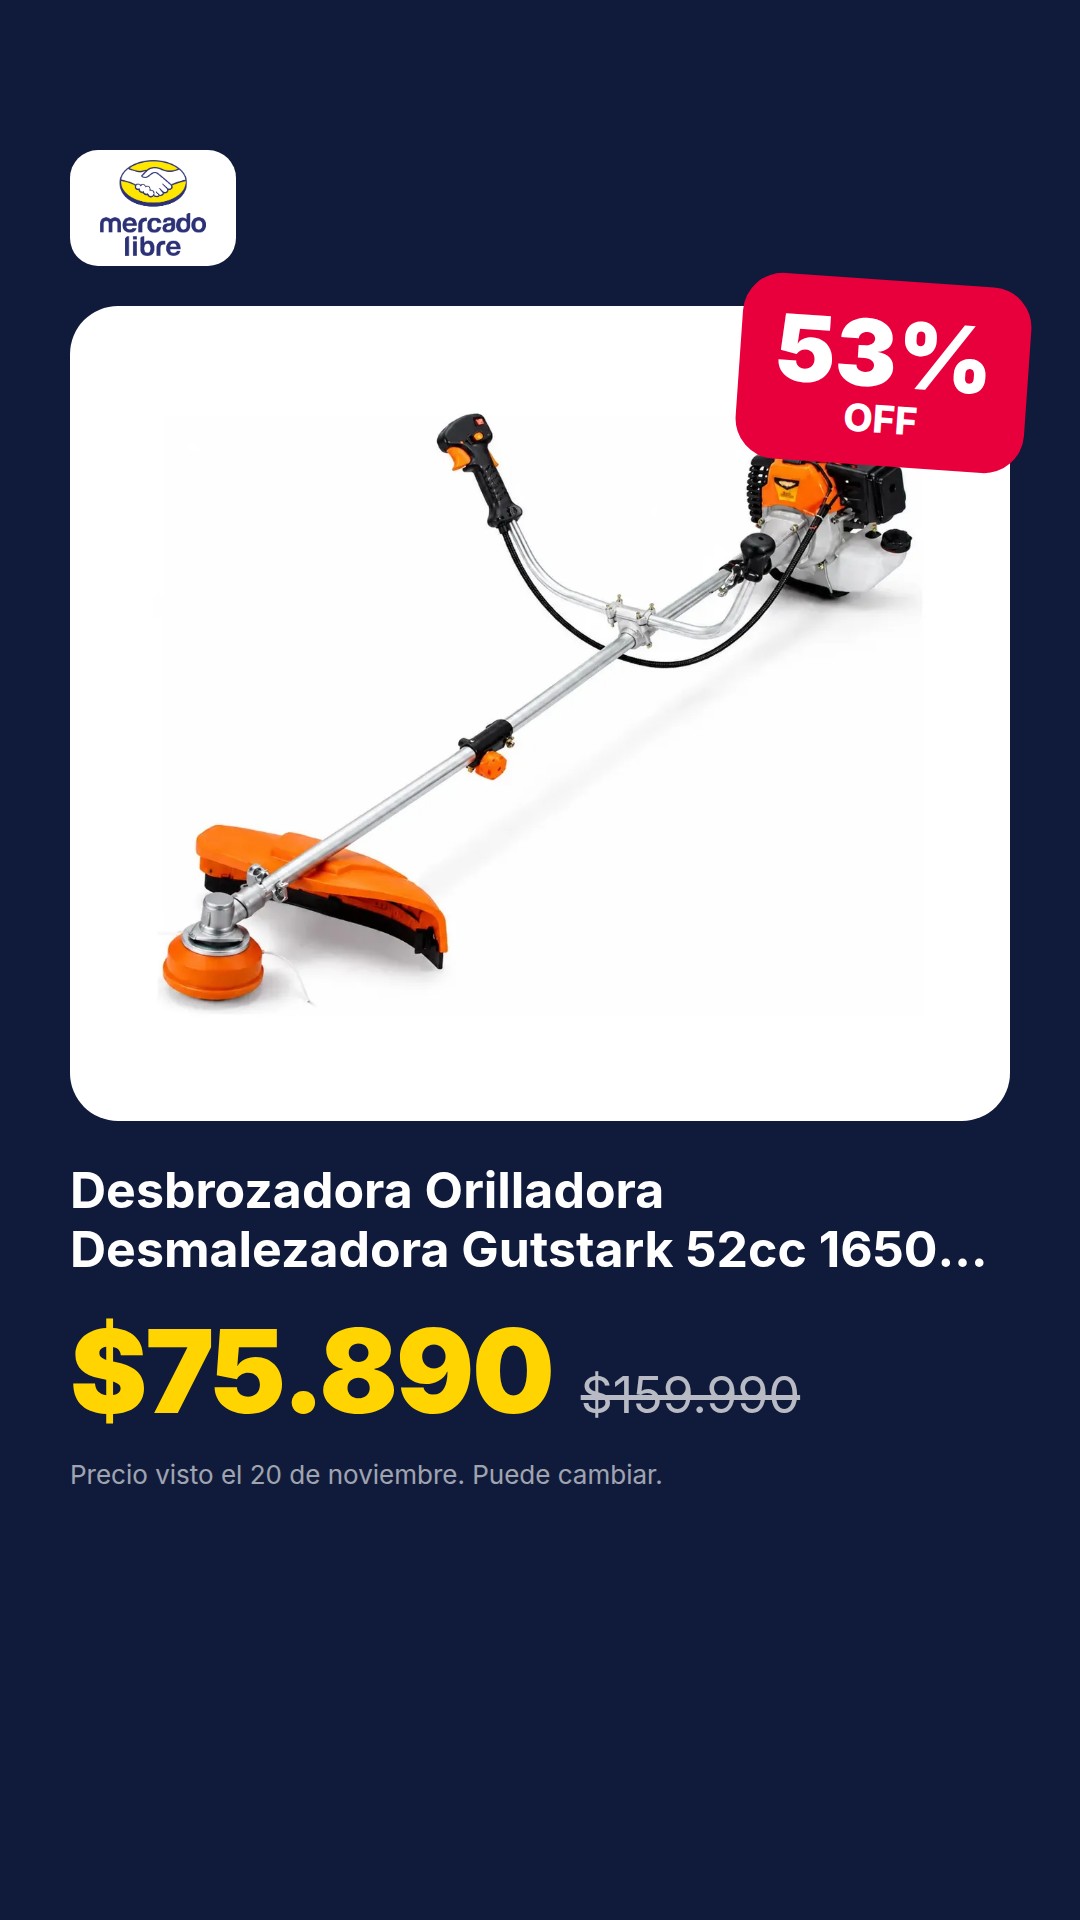 mercado
libre
53%
OFF
Desbrozadora Orilladora
Desmalezadora Gutstark 52cc 1650...
$75.890 $159.990
Precio visto el 20 de noviembre. Puede cambiar.